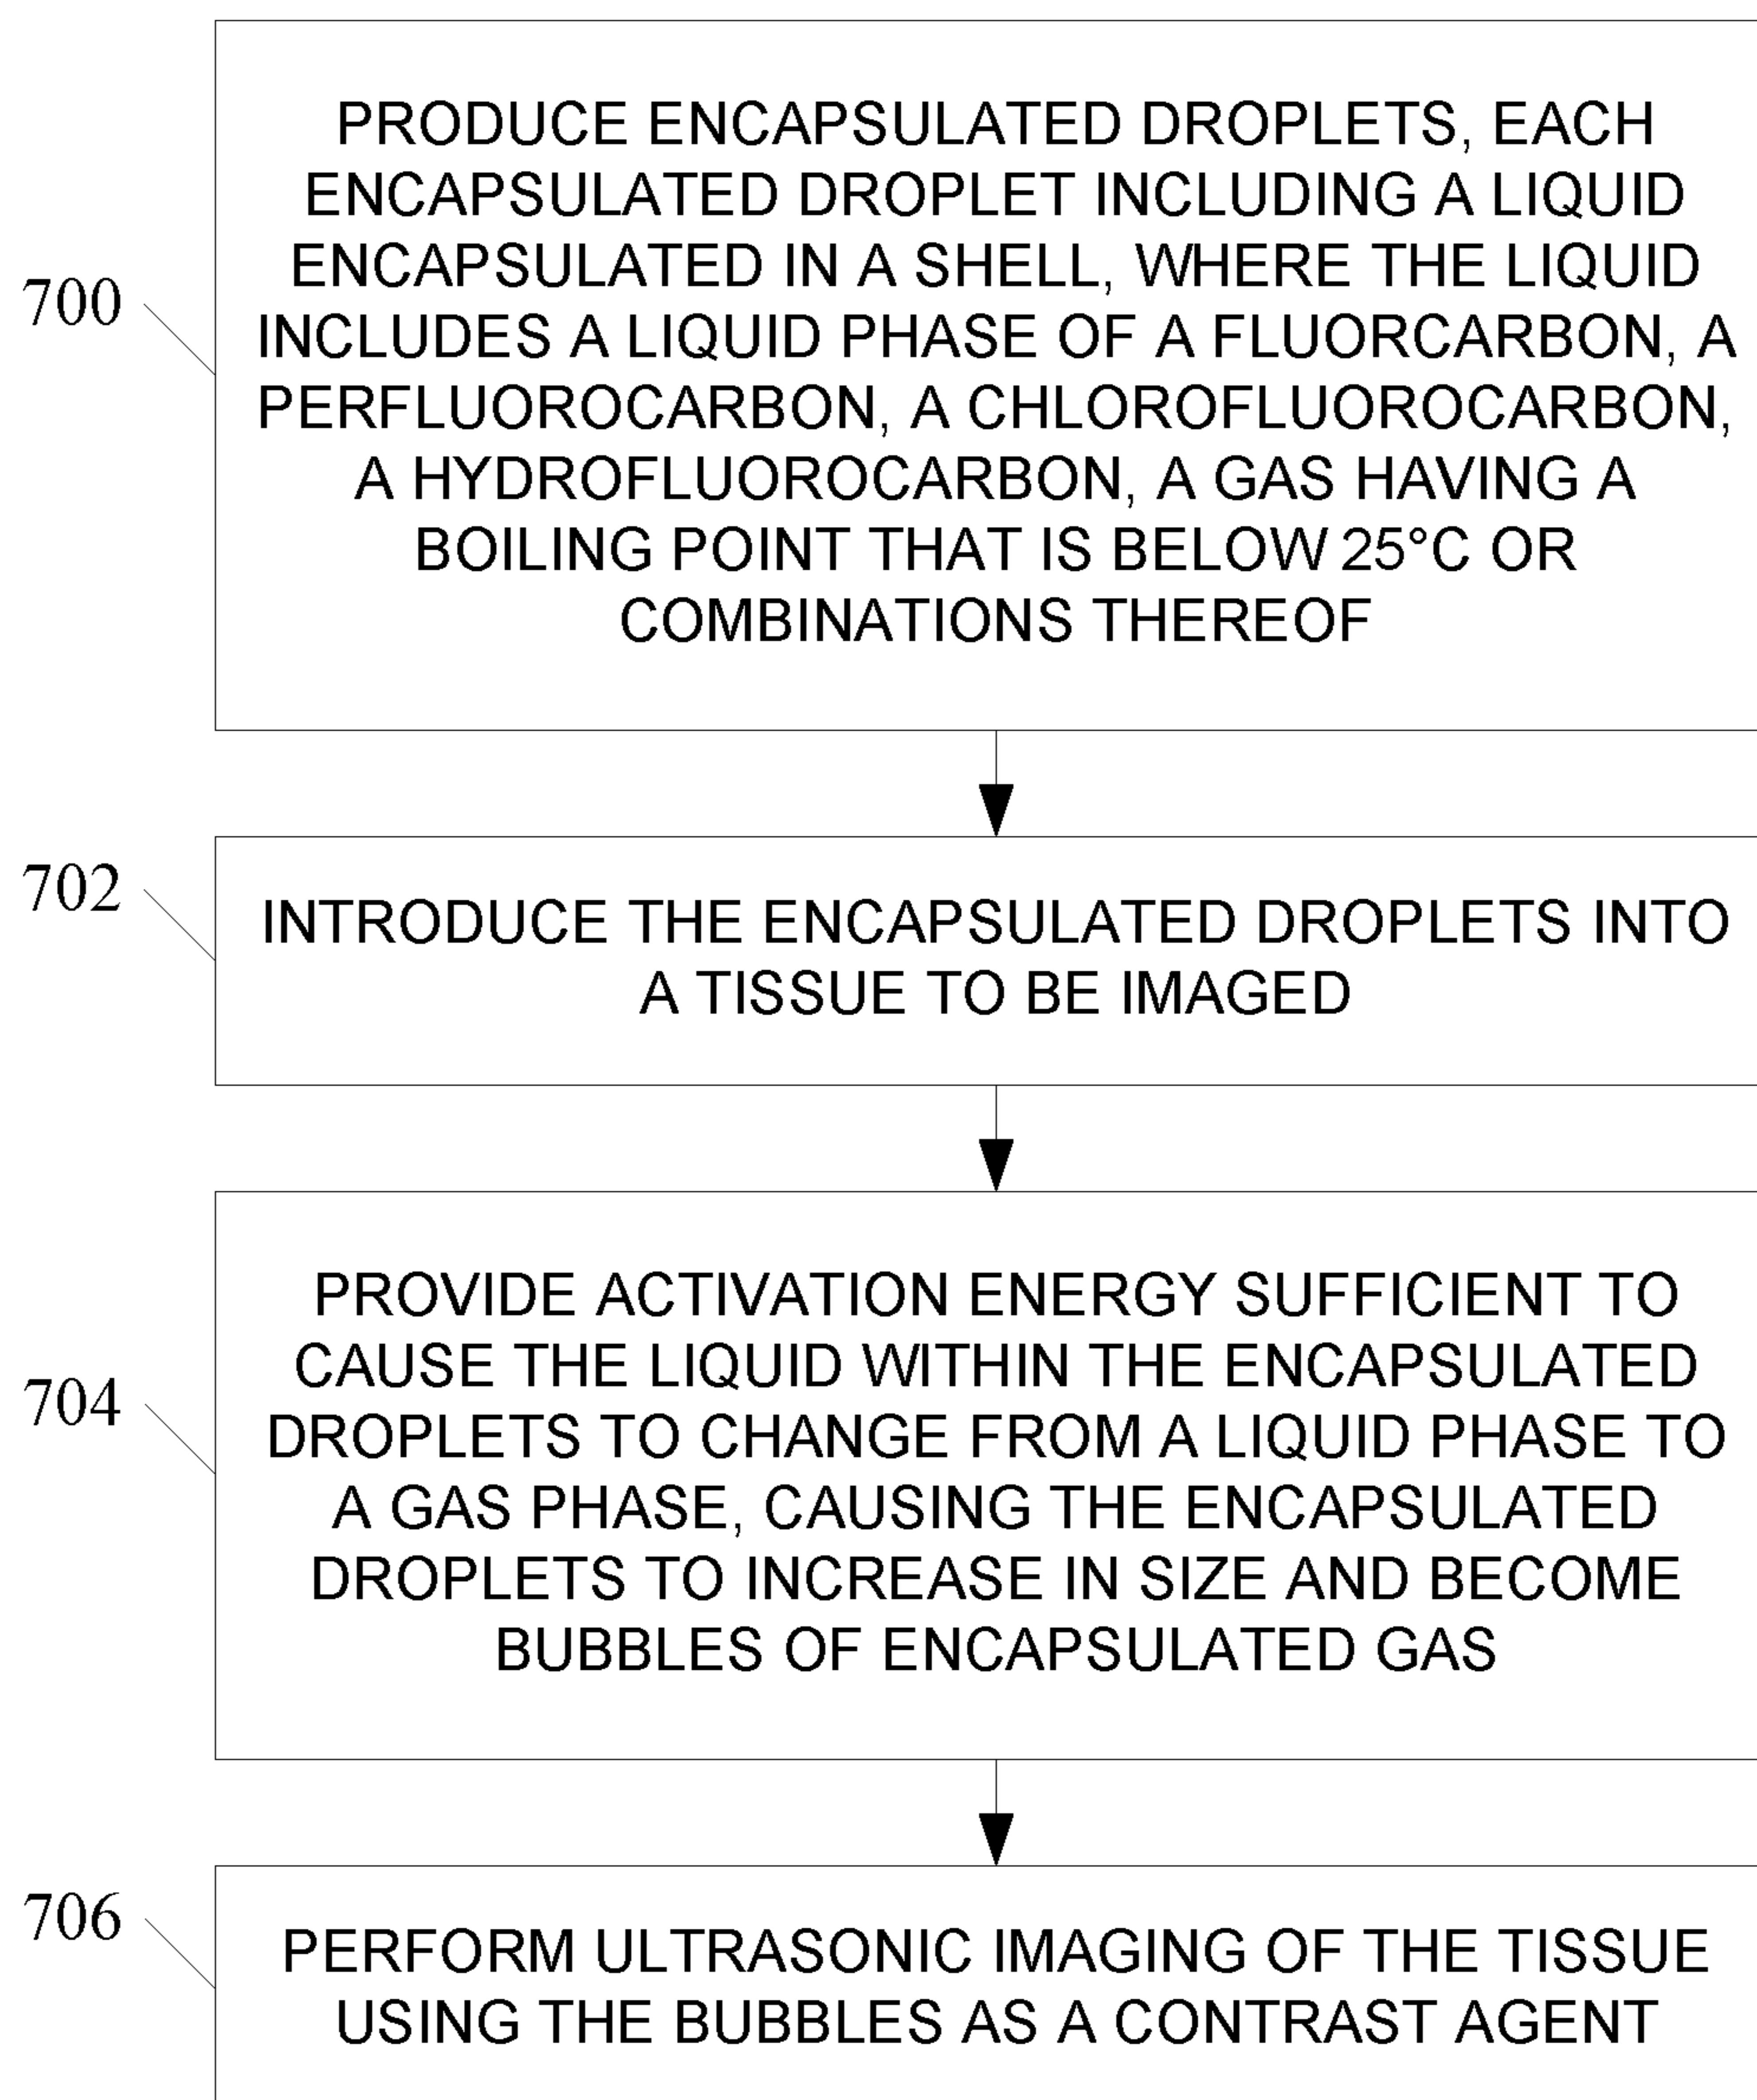 PRODUCE ENCAPSULATED DROPLETS, EACH
ENCAPSULATED DROPLET INCLUDING A LIQUID
ENCAPSULATED IN A SHELL, WHERE THE LIQUID
700
INCLUDES A LIQUID PHASE OF A FLUORCARBON, A
PERFLUOROCARBON, A CHLOROFLUOROCARBON,
A HYDROFLUOROCARBON, A GAS HAVING A
BOILING POINT THAT IS BELOW 25°C OR
COMBINATIONS THEREOF
702
INTRODUCE THE ENCAPSULATED DROPLETS INTO
A TISSUE TO BE IMAGED
PROVIDE ACTIVATION ENERGY SUFFICIENT TO
CAUSE THE LIQUID WITHIN THE ENCAPSULATED
704
DROPLETS TO CHANGE FROM A LIQUID PHASE TO
A GAS PHASE, CAUSING THE ENCAPSULATED
DROPLETS TO INCREASE IN SIZE AND BECOME
BUBBLES OF ENCAPSULATED GAS
706
PERFORM ULTRASONIC IMAGING OF THE TISSUE
USING THE BUBBLES AS A CONTRAST AGENT